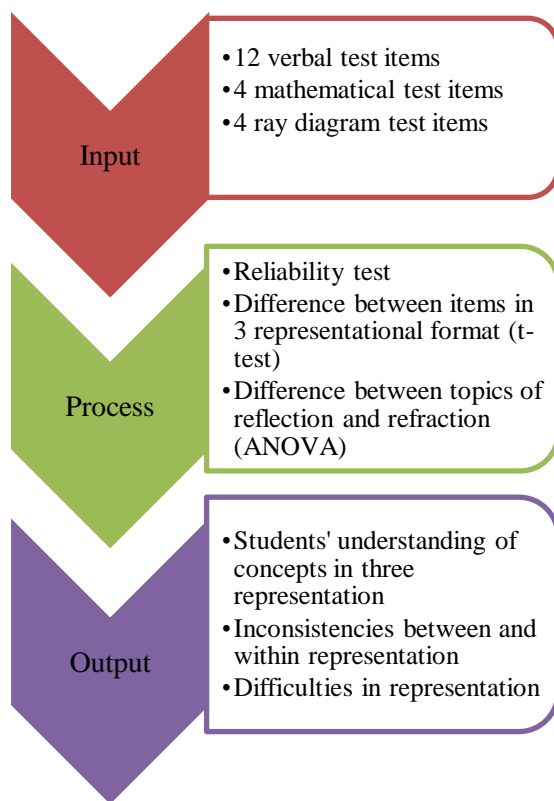 Input
•12 verbal test items
•4 mathematical test items
•4 ray diagram test items
Process
•Reliability test
•Difference between items in
3 representational format (t-
test)
•Difference between topics of
reflection and refraction
(ANOVA)
Output
•Students' understanding of
concepts in three
representation
•Inconsistencies between and
within representation
•Difficulties in representation